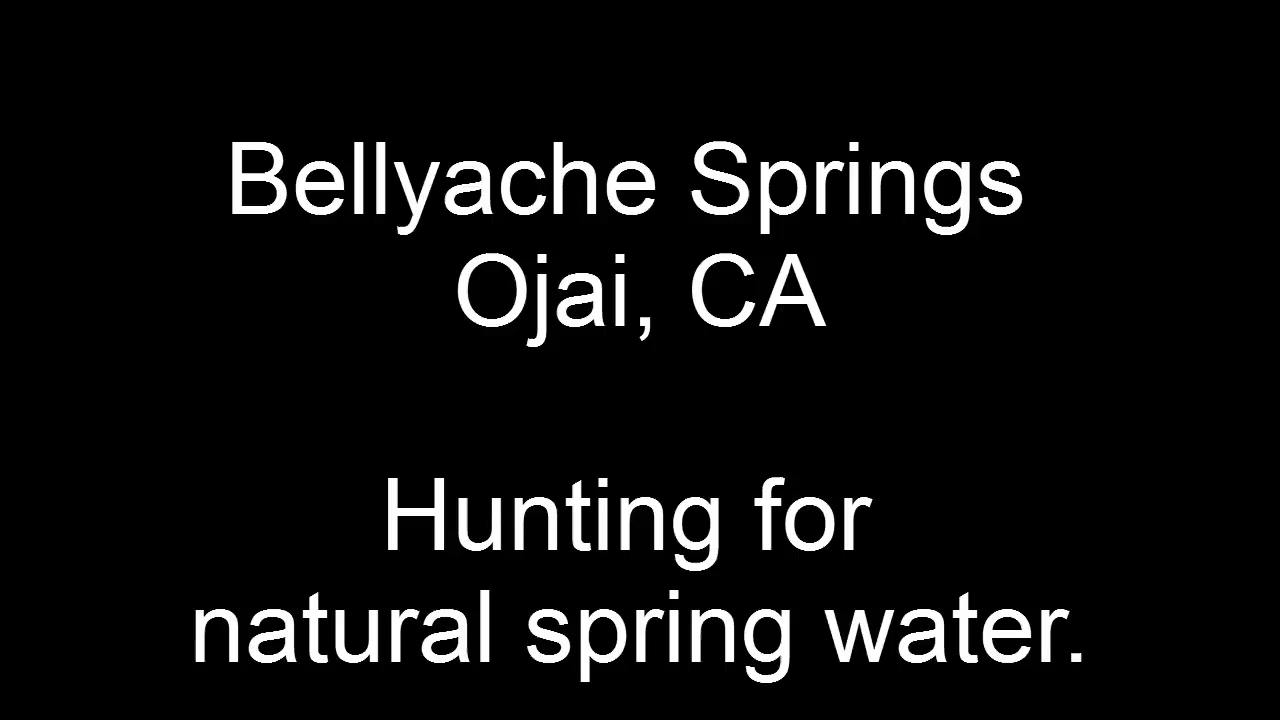 Bellyache Springs
Ojai, CA
Hunting for
natural spring water.